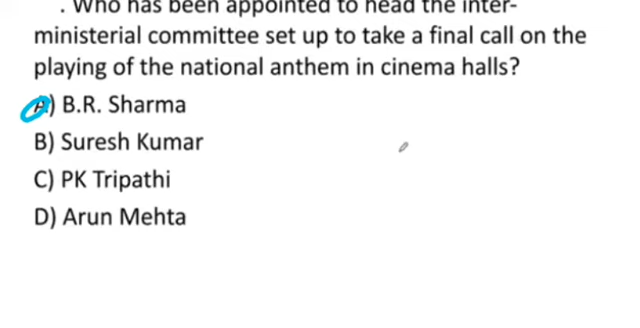 . Who has been appointed to head the inter-
ministerial committee set up to take a final call on the
playing of the national anthem in cinema halls?
A) B.R. Sharma
B) Suresh Kumar
C) PK Tripathi
D) Arun Mehta